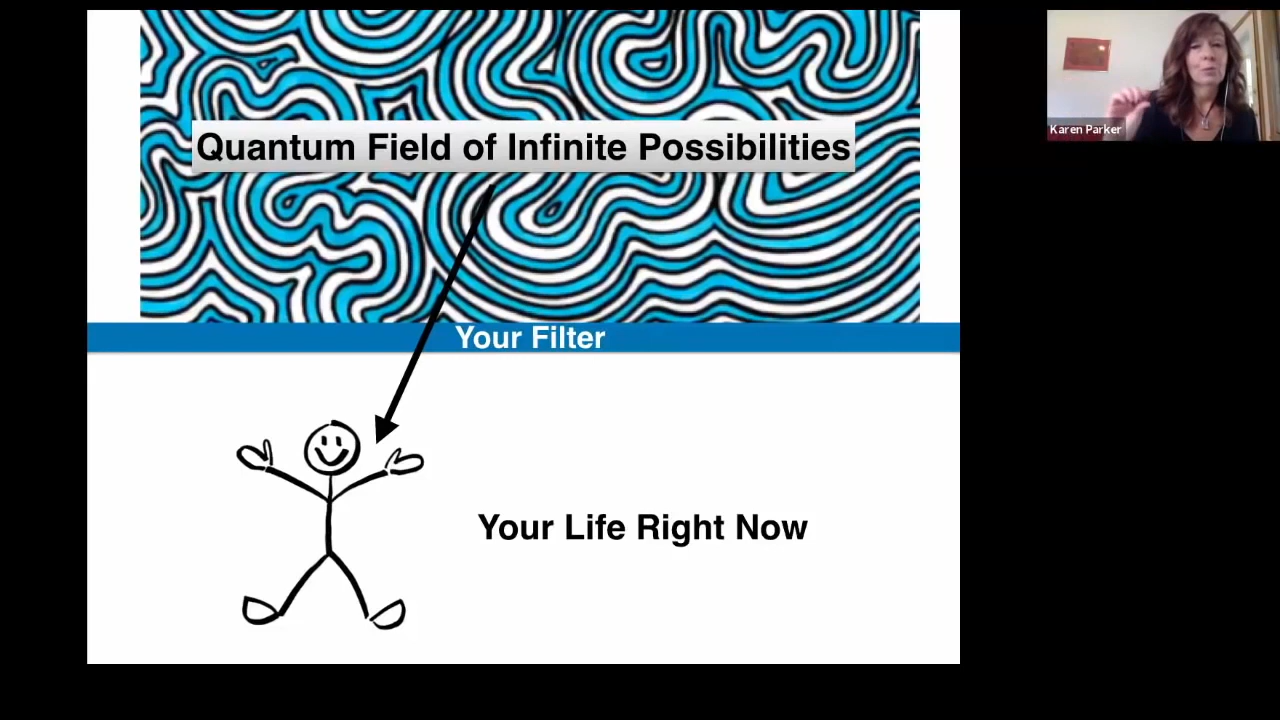 Quantum Field of Infinite Possibilities
Karen Parker
Your Filter
Your Life Right Now